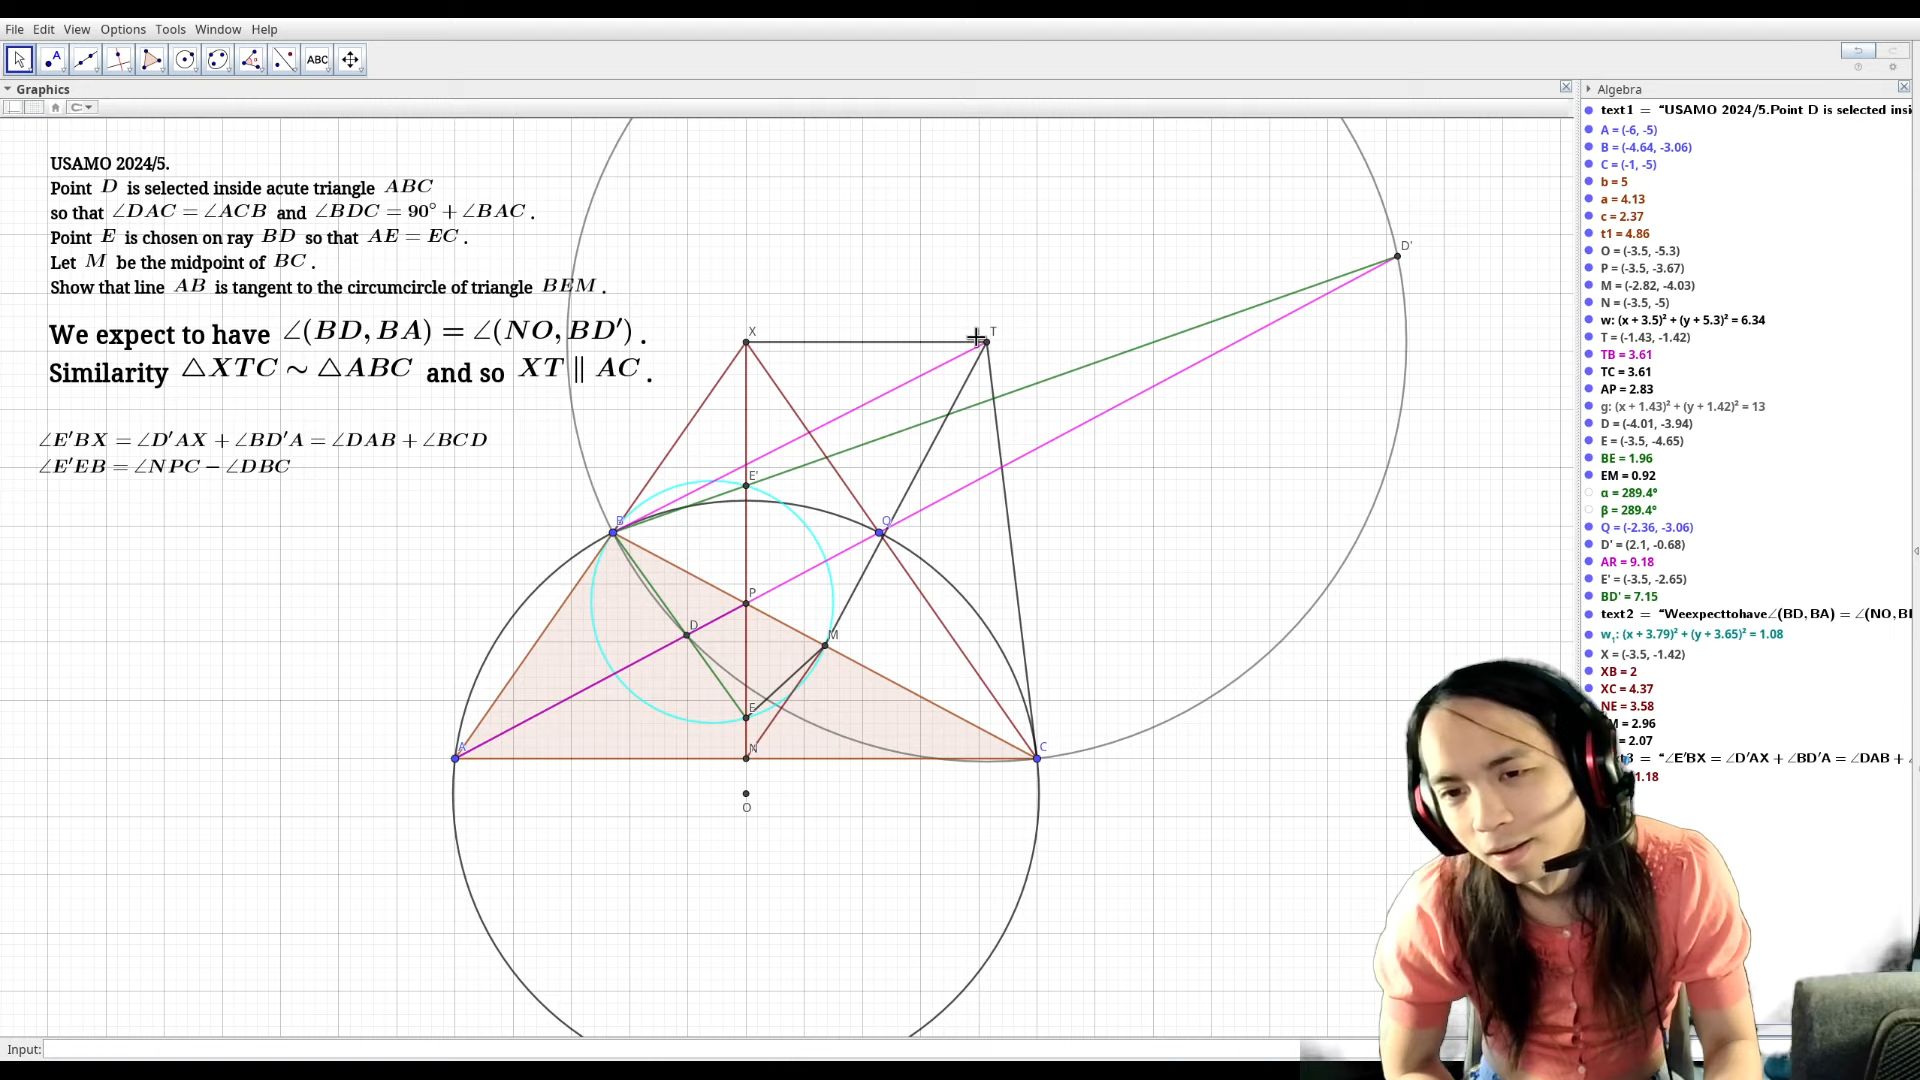 File Edit View Options Tools Window Help
ABC
Graphics
Algebra
USAMO 2024/5.
Point D is selected inside acute triangle ABC
so that ∠DAC = ∠ACB and ∠BDC = 90° + ∠BAC .
Point E is chosen on ray BD so that AE = EC .
Let M be the midpoint of BC .
Show that line AB is tangent to the circumcircle of triangle BEM .
We expect to have ∠(BD, BA) = ∠(NO, BD′) .
Similarity △XTC ∼ △ABC and so XT ∥ AC .
∠E′BX = ∠D′AX + ∠BD′A = ∠DAB + ∠BCD
∠E′EB = ∠NPC − ∠DBC
D'
X
T
E'
B
Q
P
D
M
E
N
A
C
O
text1 = “USAMO 2024/5.Point D is selected insi
A = (-6, -5)
B = (-4.64, -3.06)
C = (-1, -5)
b = 5
a = 4.13
c = 2.37
t1 = 4.86
O = (-3.5, -5.3)
P = (-3.5, -3.67)
M = (-2.82, -4.03)
N = (-3.5, -5)
w: (x + 3.5)² + (y + 5.3)² = 6.34
T = (-1.43, -1.42)
TB = 3.61
TC = 3.61
AP = 2.83
g: (x + 1.43)² + (y + 1.42)² = 13
D = (-4.01, -3.94)
E = (-3.5, -4.65)
BE = 1.96
EM = 0.92
α = 289.4°
β = 289.4°
Q = (-2.36, -3.06)
D' = (2.1, -0.68)
AR = 9.18
E' = (-3.5, -2.65)
BD' = 7.15
text2 = “Weexpecttohave∠(BD, BA) = ∠(NO, BI
w₁: (x + 3.79)² + (y + 3.65)² = 1.08
X = (-3.5, -1.42)
XB = 2
XC = 4.37
NE = 3.58
M = 2.96
= 2.07
= “∠E′BX = ∠D′AX + ∠BD′A = ∠DAB + ∠
1.18
Input: